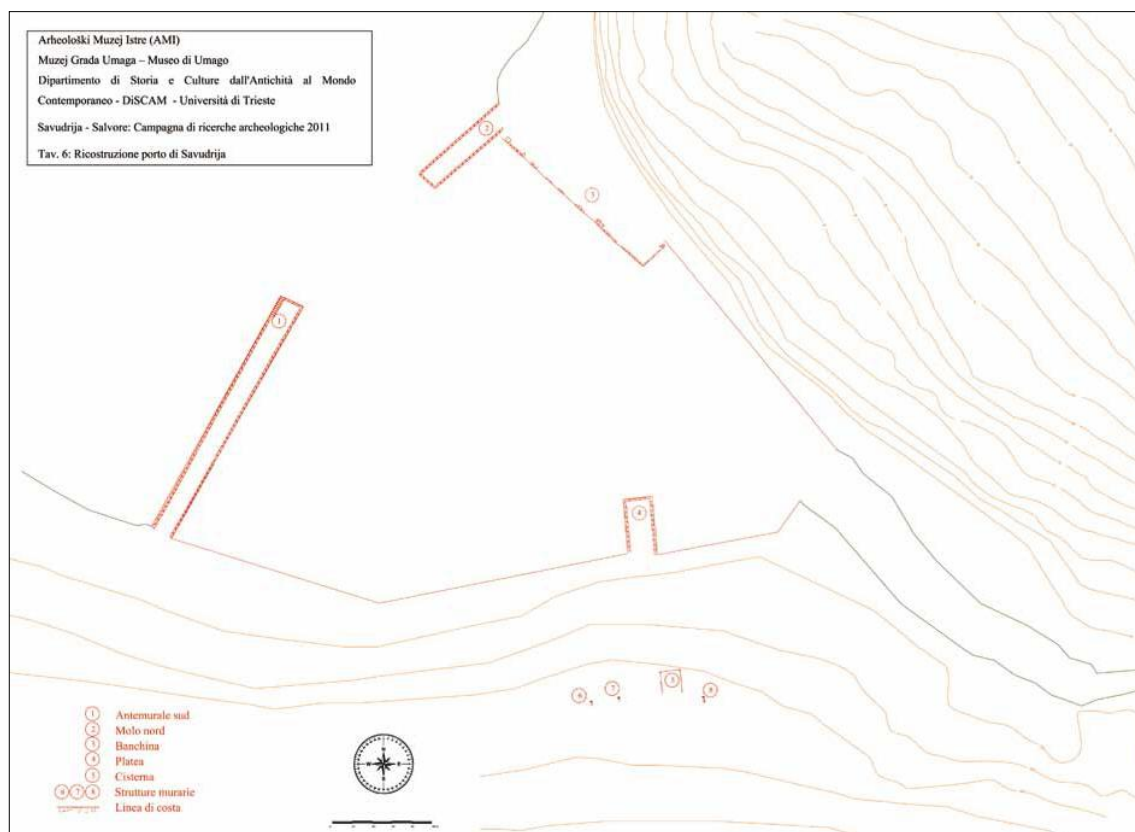 Arheološki Muzej Istre (AMI)
Muzej Grada Umaga – Museo di Umago
Dipartimento di Storia e Culture dall'Antichità al Mondo
Contemporaneo - DiSCAM - Università di Trieste
Savudrija - Salvore: Campagna di ricerche archeologiche 2011
Tav. 6: Ricostruzione porto di Savudrija
2
3
1
4
5
6
7
8
1 Antemurale sud
2 Molo nord
3 Banchina
4 Platea
5 Cisterna
6 7 8 Strutture murarie
Linea di costa
N
W E
S